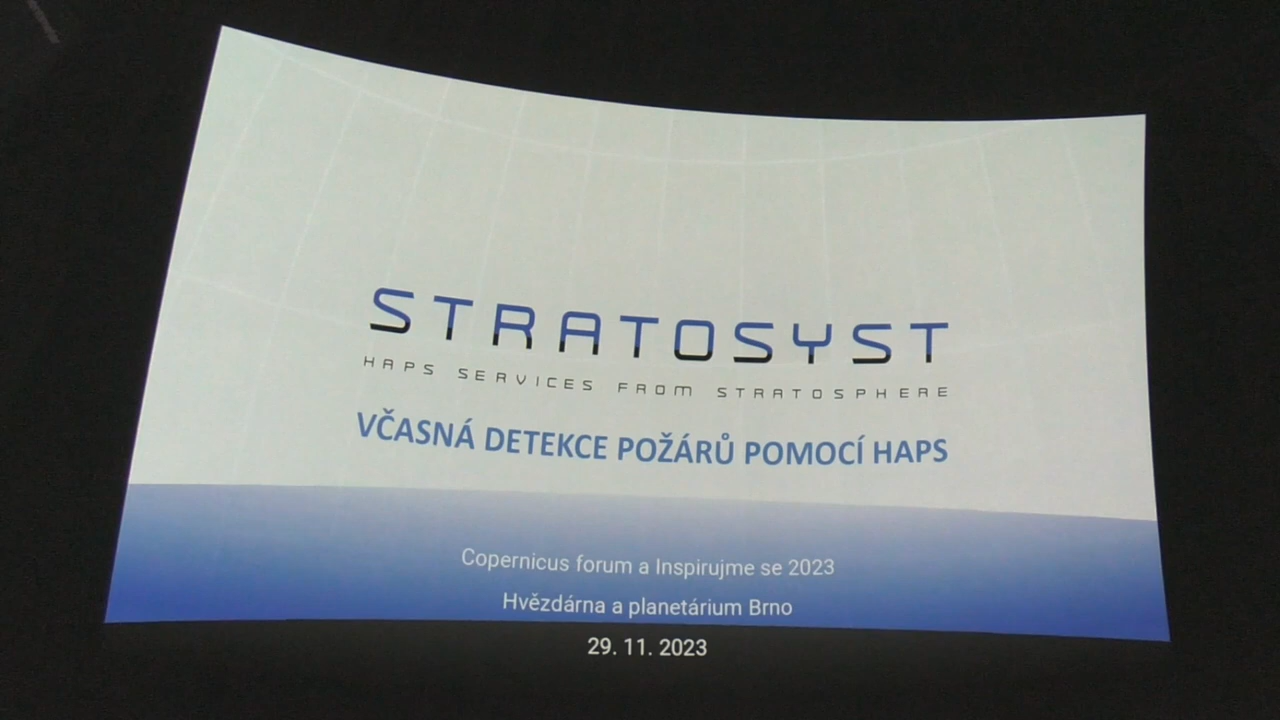 STRATOSYST
HAPS SERVICES FROM STRATOSPHERE
VČASNÁ DETEKCE POŽÁRŮ POMOCÍ HAPS
Copernicus forum a Inspirujme se 2023
Hvězdárna a planetárium Brno
29. 11. 2023